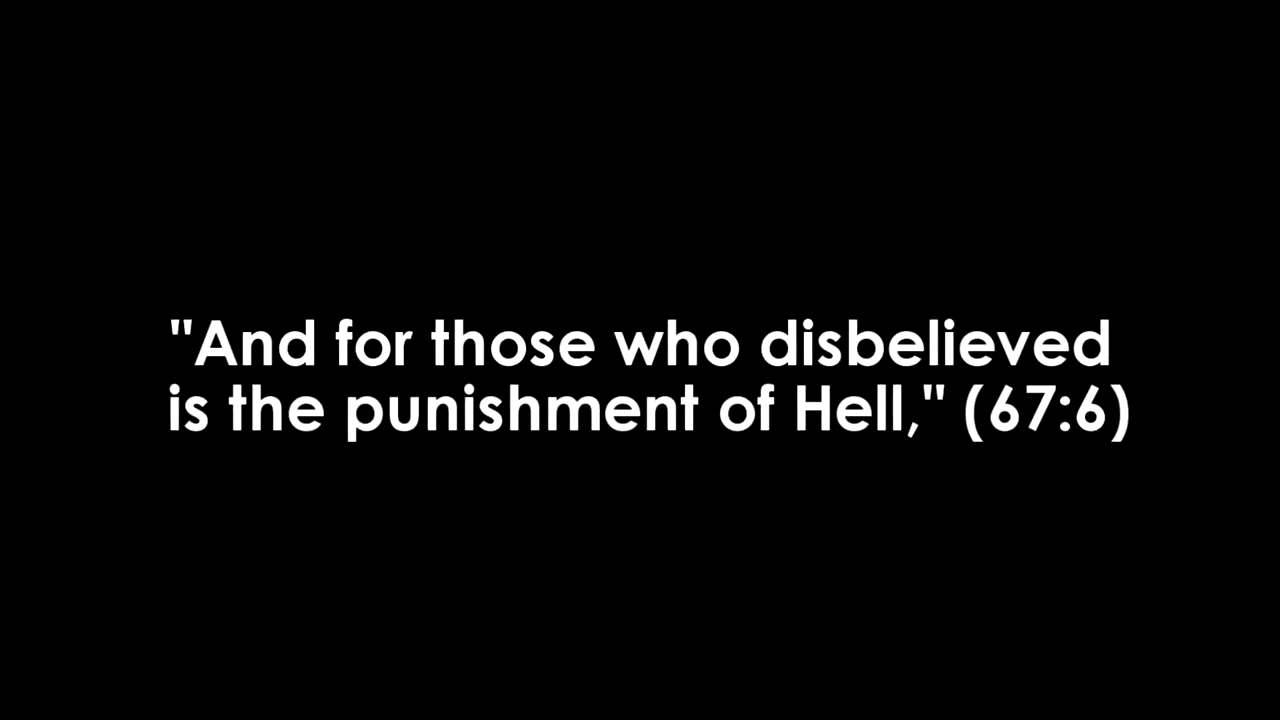 "And for those who disbelieved
is the punishment of Hell," (67:6)